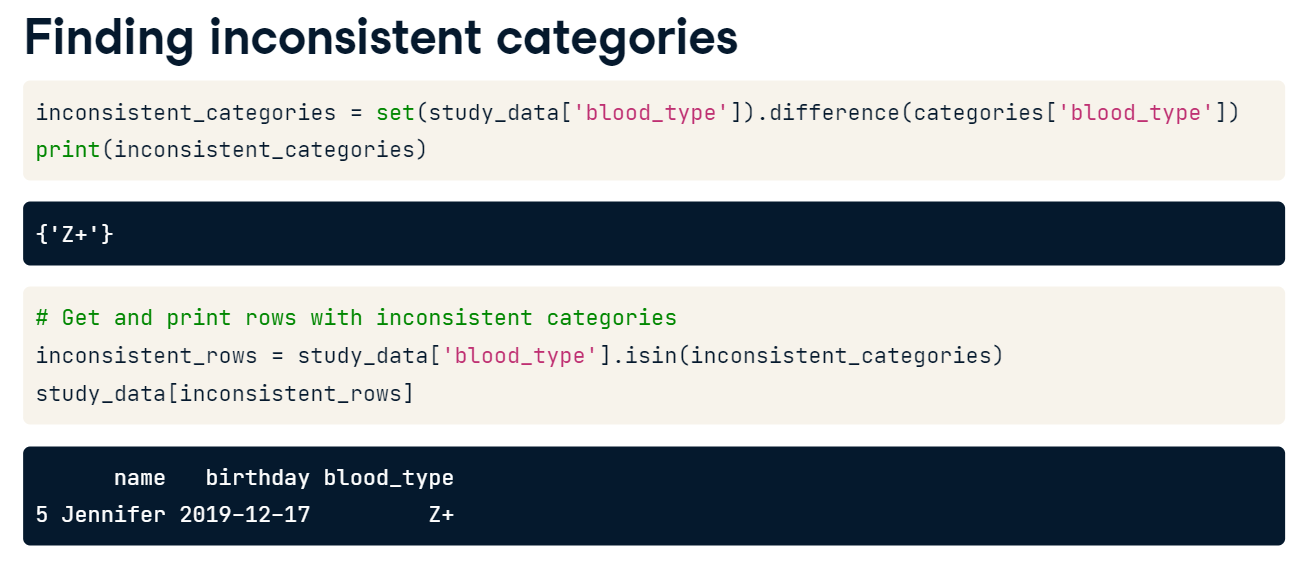 Finding inconsistent categories
inconsistent_categories = set(study_data['blood_type']).difference(categories['blood_type'])
print(inconsistent_categories)
{'Z+'}
# Get and print rows with inconsistent categories
inconsistent_rows = study_data['blood_type'].isin(inconsistent_categories)
study_data[inconsistent_rows]
      name   birthday blood_type
5 Jennifer 2019-12-17         Z+